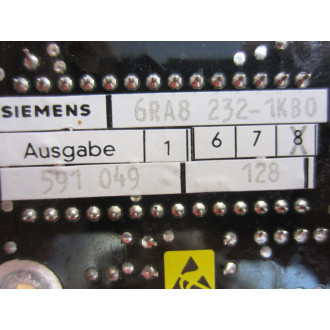 SIEMENS 6RA8 232-1KB0
Ausgabe 1 6 7 8
591 049 128